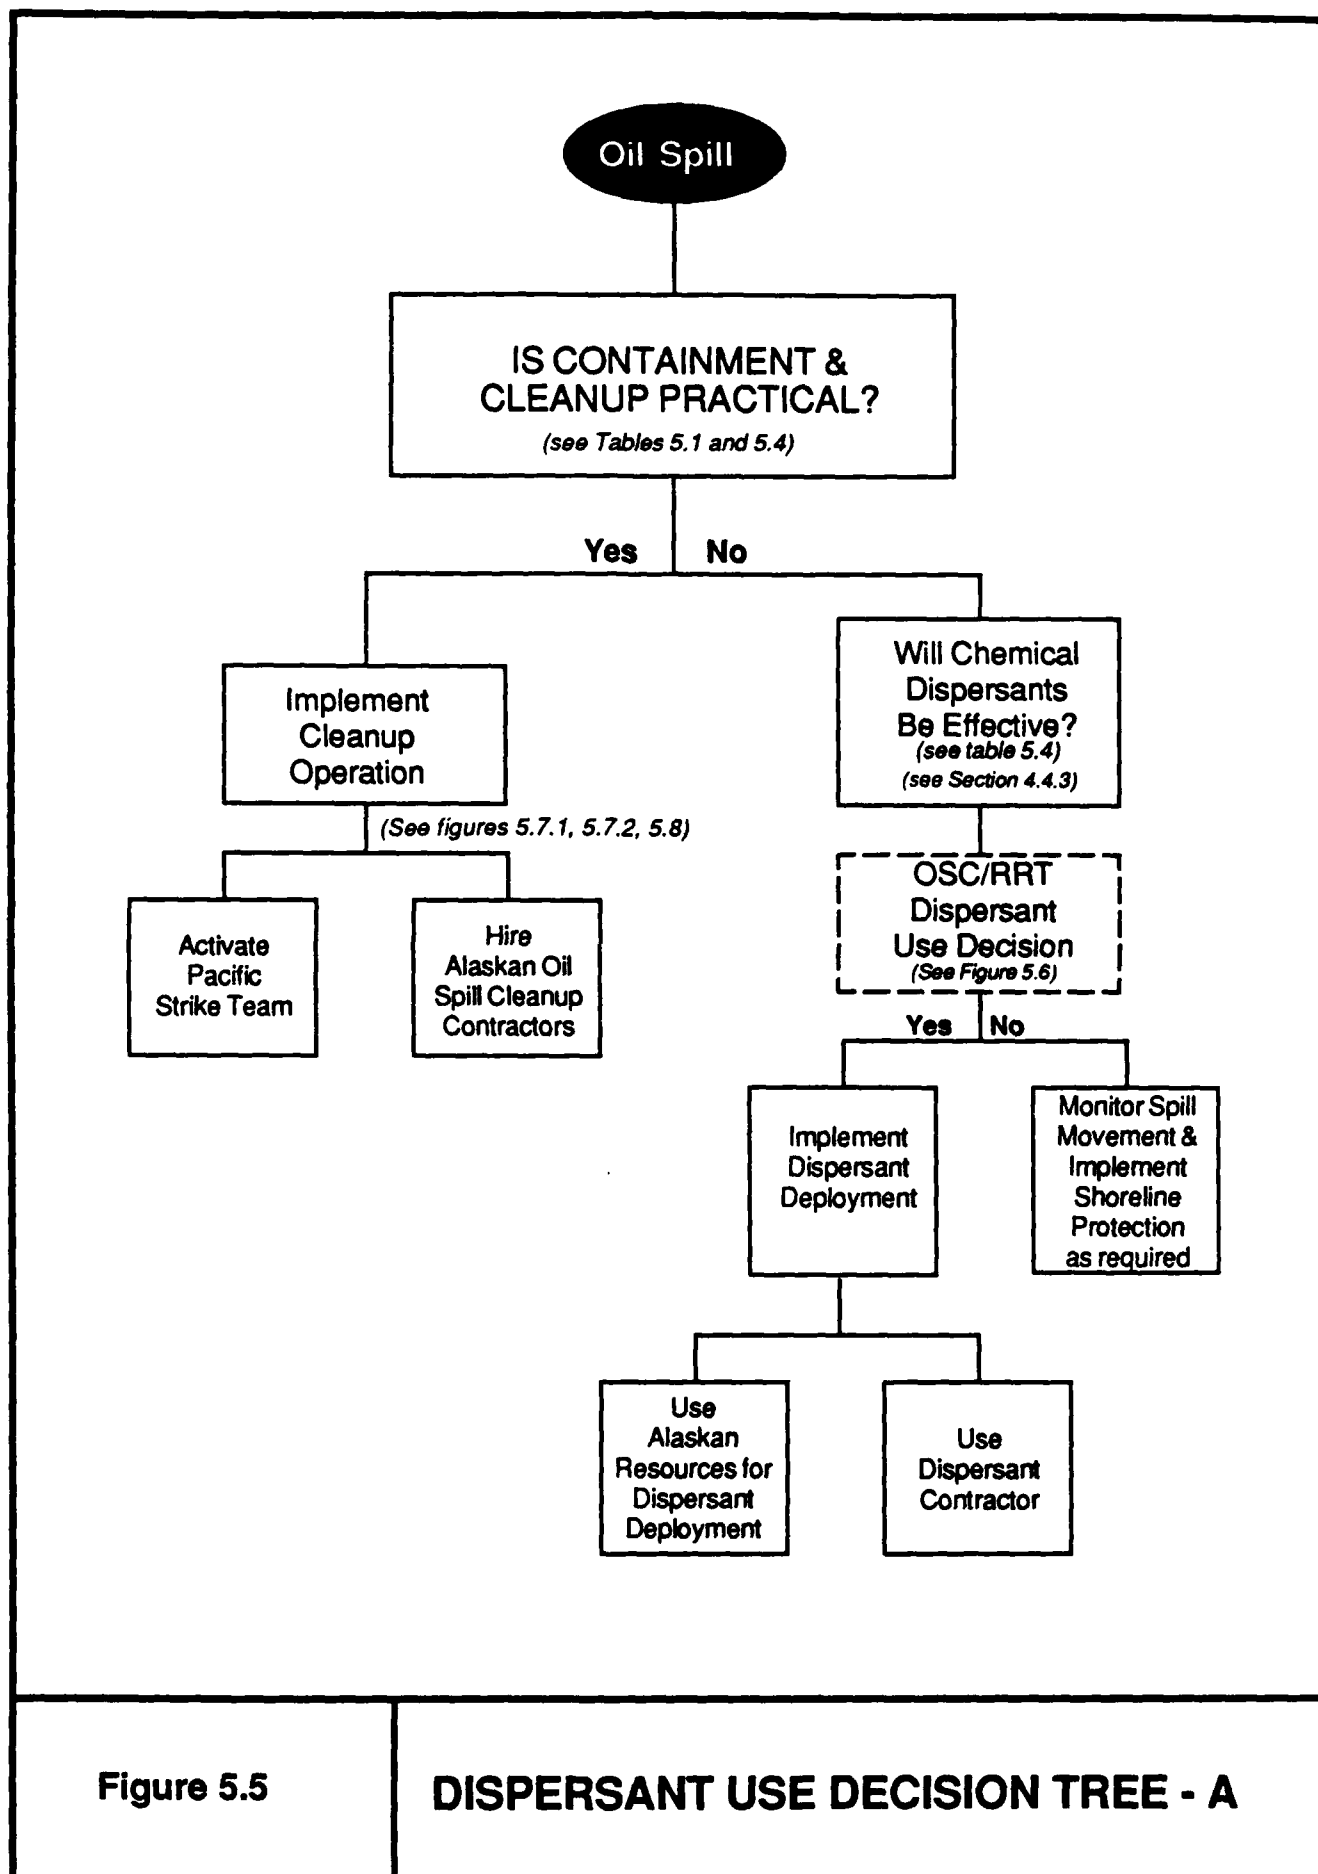 Oil Spill
IS CONTAINMENT &
CLEANUP PRACTICAL?
(see Tables 5.1 and 5.4)
Yes No
Implement
Cleanup
Operation
(See figures 5.7.1, 5.7.2, 5.8)
Activate
Pacific
Strike Team
Hire
Alaskan Oil
Spill Cleanup
Contractors
Will Chemical
Dispersants
Be Effective?
(see table 5.4)
(see Section 4.4.3)
OSC/RRT
Dispersant
Use Decision
(See Figure 5.6)
Yes No
Implement
Dispersant
Deployment
Monitor Spill
Movement &
Implement
Shoreline
Protection
as required
Use
Alaskan
Resources for
Dispersant
Deployment
Use
Dispersant
Contractor
Figure 5.5
DISPERSANT USE DECISION TREE - A